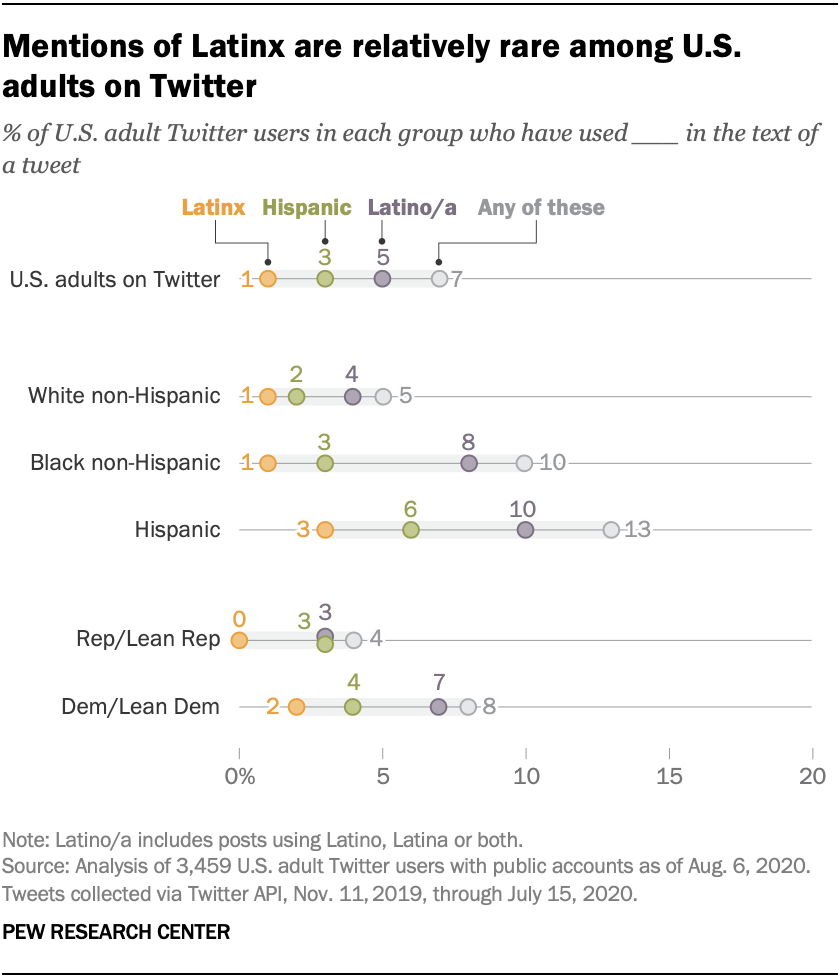 Mentions of Latinx are relatively rare among U.S.
adults on Twitter
% of U.S. adult Twitter users in each group who have used ___ in the text of
a tweet
Latinx Hispanic Latino/a Any of these
3 5
U.S. adults on Twitter 1 7
2 4
White non-Hispanic 1 5
3 8
Black non-Hispanic 1 10
6 10
Hispanic 3 13
0 3 3
Rep/Lean Rep 4
4 7
Dem/Lean Dem 2 8
0% 5 10 15 20
Note: Latino/a includes posts using Latino, Latina or both.
Source: Analysis of 3,459 U.S. adult Twitter users with public accounts as of Aug. 6, 2020.
Tweets collected via Twitter API, Nov. 11, 2019, through July 15, 2020.
PEW RESEARCH CENTER